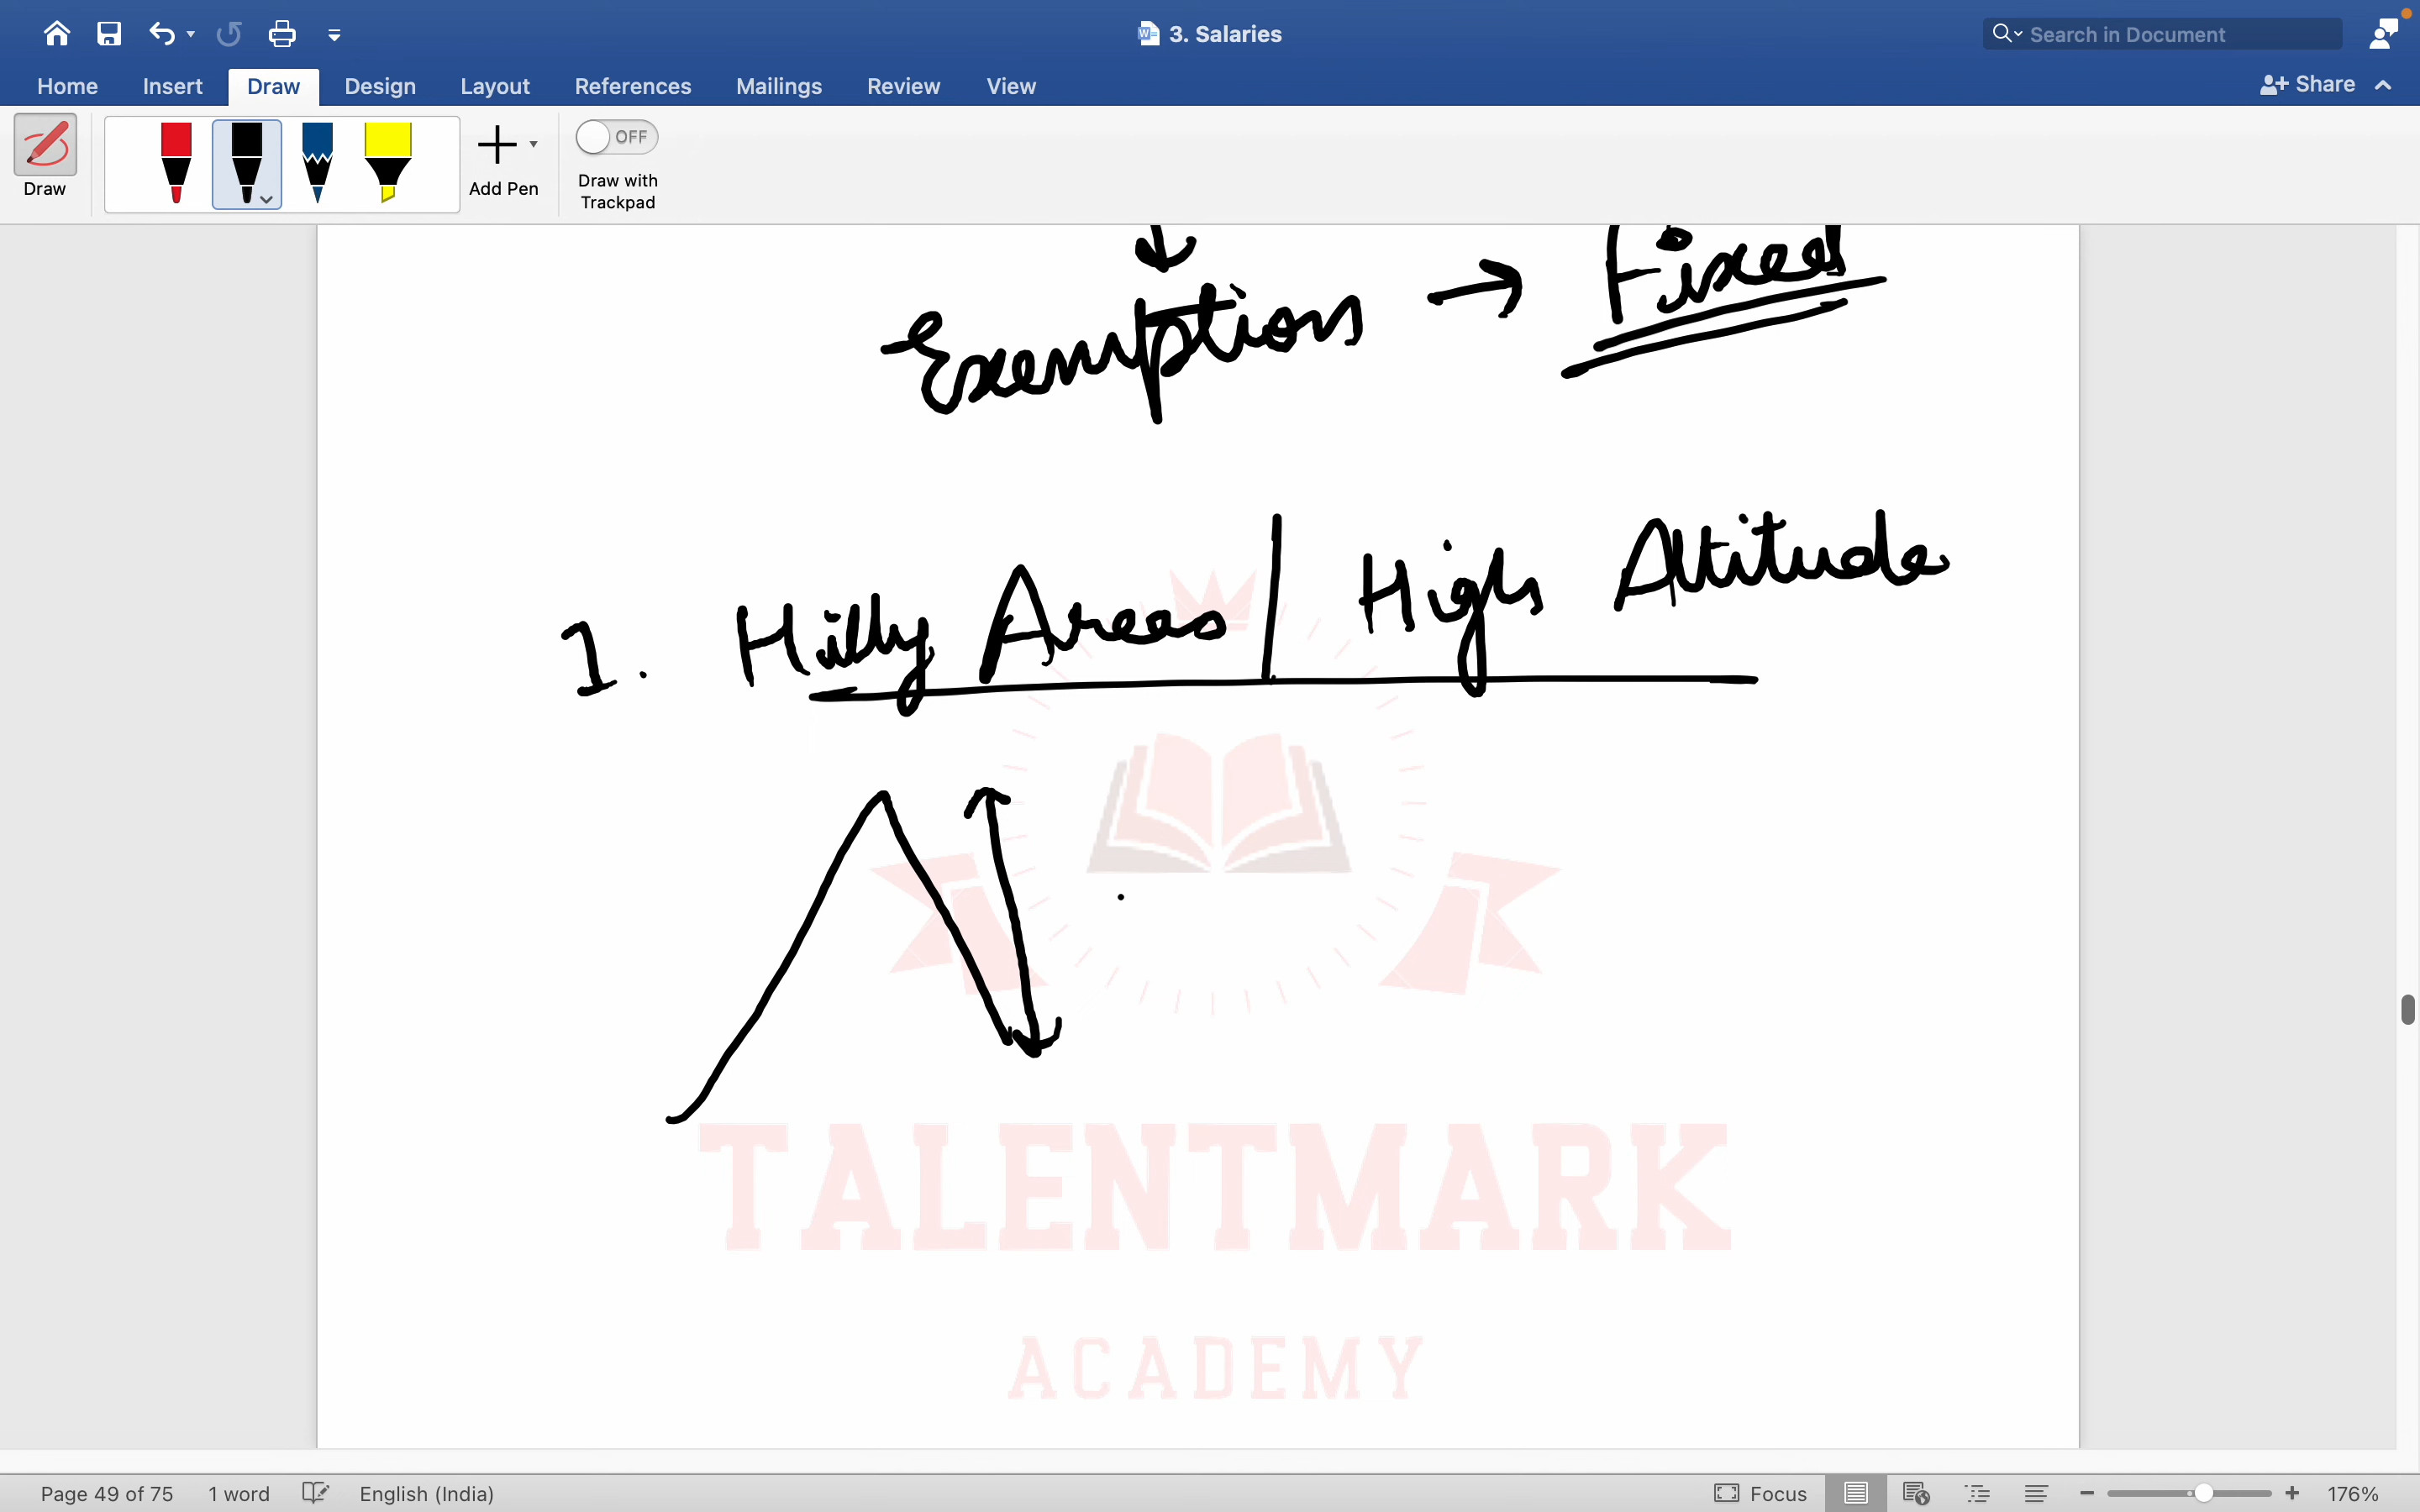 3. Salaries
Search in Document
Home Insert Draw Design Layout References Mailings Review View
Share
Draw
Add Pen
OFF
Draw with
Trackpad
Exemption → Fixed
1. Hilly Areas | High Altitude
TALENTMARK
ACADEMY
Page 49 of 75 1 word English (India) Focus 176%